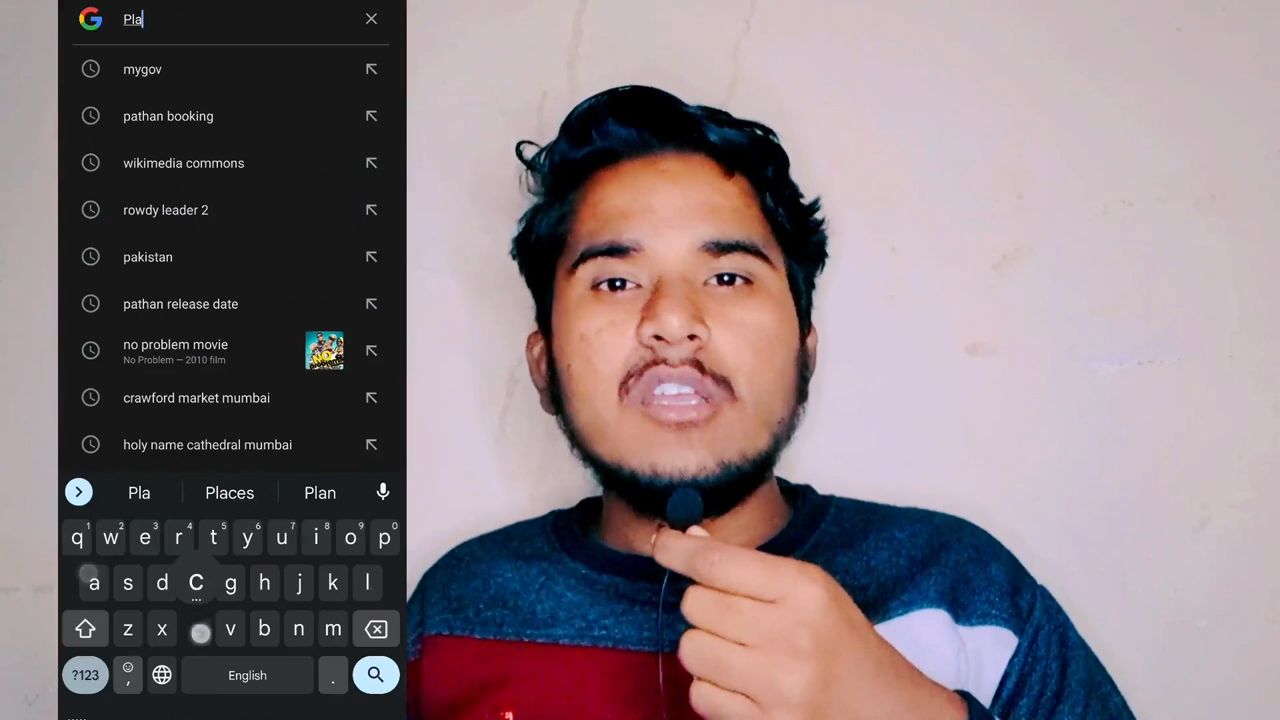 Pla
mygov
pathan booking
wikimedia commons
rowdy leader 2
pakistan
pathan release date
no problem movie
No Problem – 2010 film
crawford market mumbai
holy name cathedral mumbai
Pla Places Plan
1 2 3 4 5 6 7 8 9 0
q w e r t y u i o p
a s d C g h j k l
z x v b n m
?123 , English .